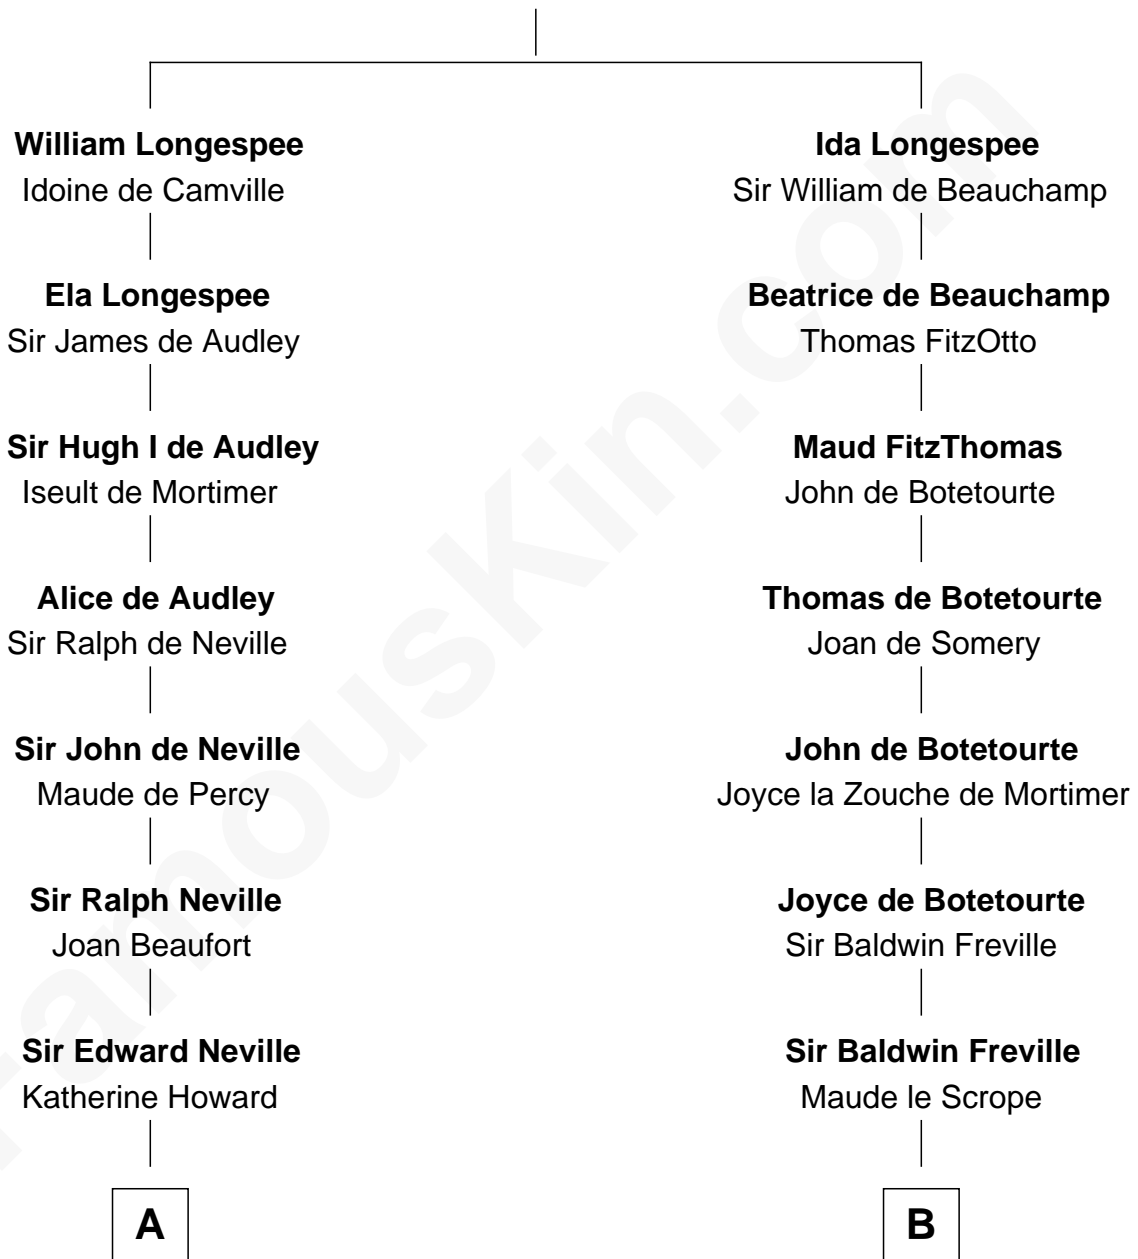 William Longespee
Idoine de Camville
Ela Longespee
Sir James de Audley
Sir Hugh I de Audley
Iseult de Mortimer
Alice de Audley
Sir Ralph de Neville
Sir John de Neville
Maude de Percy
Sir Ralph Neville
Joan Beaufort
Sir Edward Neville
Katherine Howard
A
Ida Longespee
Sir William de Beauchamp
Beatrice de Beauchamp
Thomas FitzOtto
Maud FitzThomas
John de Botetourte
Thomas de Botetourte
Joan de Somery
John de Botetourte
Joyce la Zouche de Mortimer
Joyce de Botetourte
Sir Baldwin Freville
Sir Baldwin Freville
Maude le Scrope
B
FamousKin.com